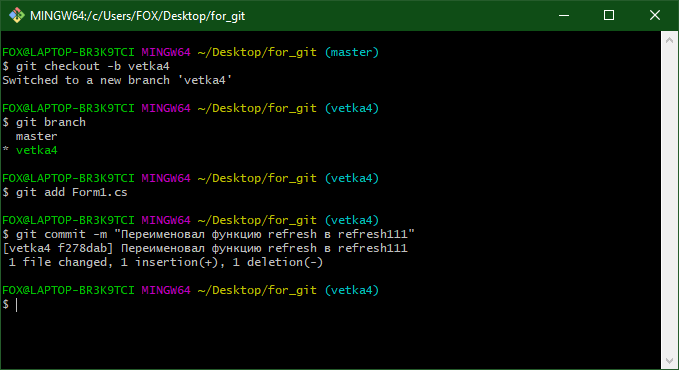 MINGW64:/c/Users/FOX/Desktop/for_git
FOX@LAPTOP-BR3K9TCI MINGW64 ~/Desktop/for_git (master)
$ git checkout -b vetka4
Switched to a new branch 'vetka4'
FOX@LAPTOP-BR3K9TCI MINGW64 ~/Desktop/for_git (vetka4)
$ git branch
  master
* vetka4
FOX@LAPTOP-BR3K9TCI MINGW64 ~/Desktop/for_git (vetka4)
$ git add Form1.cs
FOX@LAPTOP-BR3K9TCI MINGW64 ~/Desktop/for_git (vetka4)
$ git commit -m "Переименовал функцию refresh в refresh111"
[vetka4 f278dab] Переименовал функцию refresh в refresh111
 1 file changed, 1 insertion(+), 1 deletion(-)
FOX@LAPTOP-BR3K9TCI MINGW64 ~/Desktop/for_git (vetka4)
$